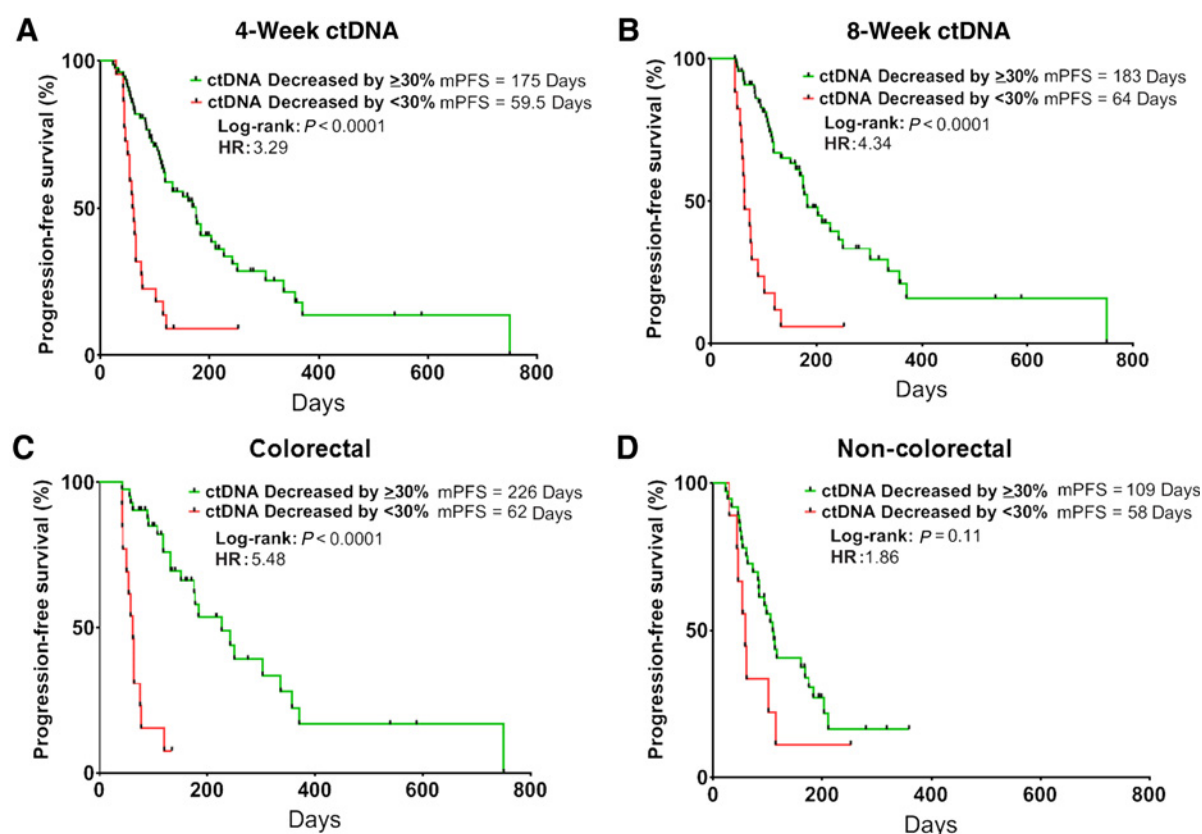 A
4-Week ctDNA
Progression-free survival (%)
100
50
0
ctDNA Decreased by ≥30% mPFS = 175 Days
ctDNA Decreased by <30% mPFS = 59.5 Days
Log-rank: P < 0.0001
HR: 3.29
0 200 400 600 800
Days
B
8-Week ctDNA
Progression-free survival (%)
100
50
0
ctDNA Decreased by ≥30% mPFS = 183 Days
ctDNA Decreased by <30% mPFS = 64 Days
Log-rank: P < 0.0001
HR: 4.34
0 200 400 600 800
Days
C
Colorectal
Progression-free survival (%)
100
50
0
ctDNA Decreased by ≥30% mPFS = 226 Days
ctDNA Decreased by <30% mPFS = 62 Days
Log-rank: P < 0.0001
HR: 5.48
0 200 400 600 800
Days
D
Non-colorectal
Progression-free survival (%)
100
50
0
ctDNA Decreased by ≥30% mPFS = 109 Days
ctDNA Decreased by <30% mPFS = 58 Days
Log-rank: P = 0.11
HR: 1.86
0 200 400 600 800
Days